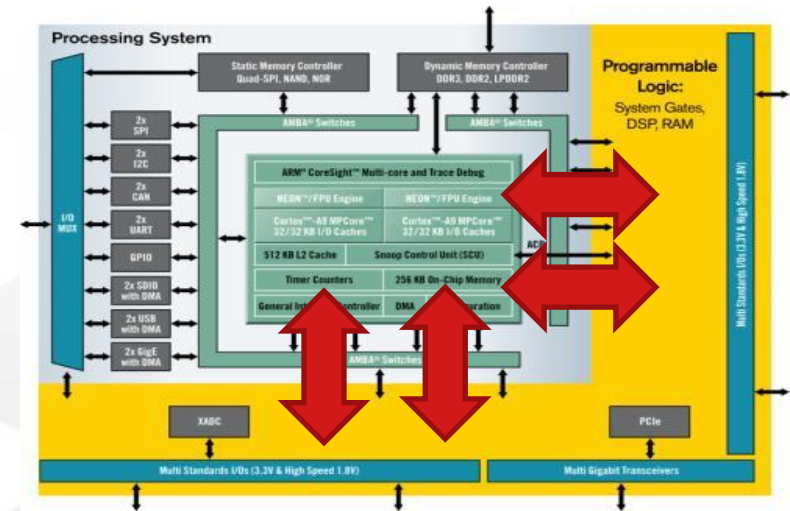 Processing System
Static Memory Controller
Quad-SPI, NAND, NOR
Dynamic Memory Controller
DDR3, DDR2, LPDDR2
Programmable
Logic:
System Gates,
DSP, RAM
AMBA® Switches
AMBA® Switches
2x
SPI
2x
I2C
2x
CAN
2x
UART
GPIO
2x SDIO
with DMA
2x USB
with DMA
2x GigE
with DMA
I/O
MUX
ARM® CoreSight™ Multi-core and Trace Debug
NEON™/FPU Engine
NEON™/FPU Engine
Cortex™-A9 MPCore™
32/32 KB I/D Caches
Cortex™-A9 MPCore™
32/32 KB I/D Caches
512 KB L2 Cache
Snoop Control Unit (SCU)
Timer Counters
256 KB On-Chip Memory
General
DMA
AMBA® Switches
Multi Standards I/Os (3.3V & High Speed 1.8V)
XADC
PCIe
Multi Standards I/Os (3.3V & High Speed 1.8V)
Multi Gigabit Transceivers